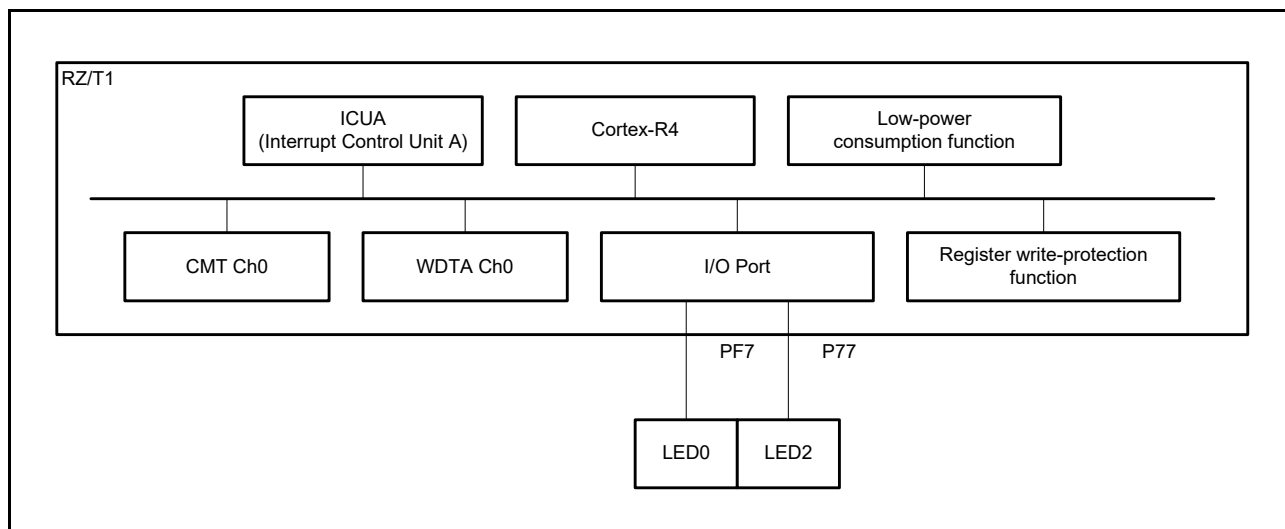 RZ/T1
ICUA
(Interrupt Control Unit A)
Cortex-R4
Low-power
consumption function
CMT Ch0
WDTA Ch0
I/O Port
Register write-protection
function
PF7
P77
LED0
LED2